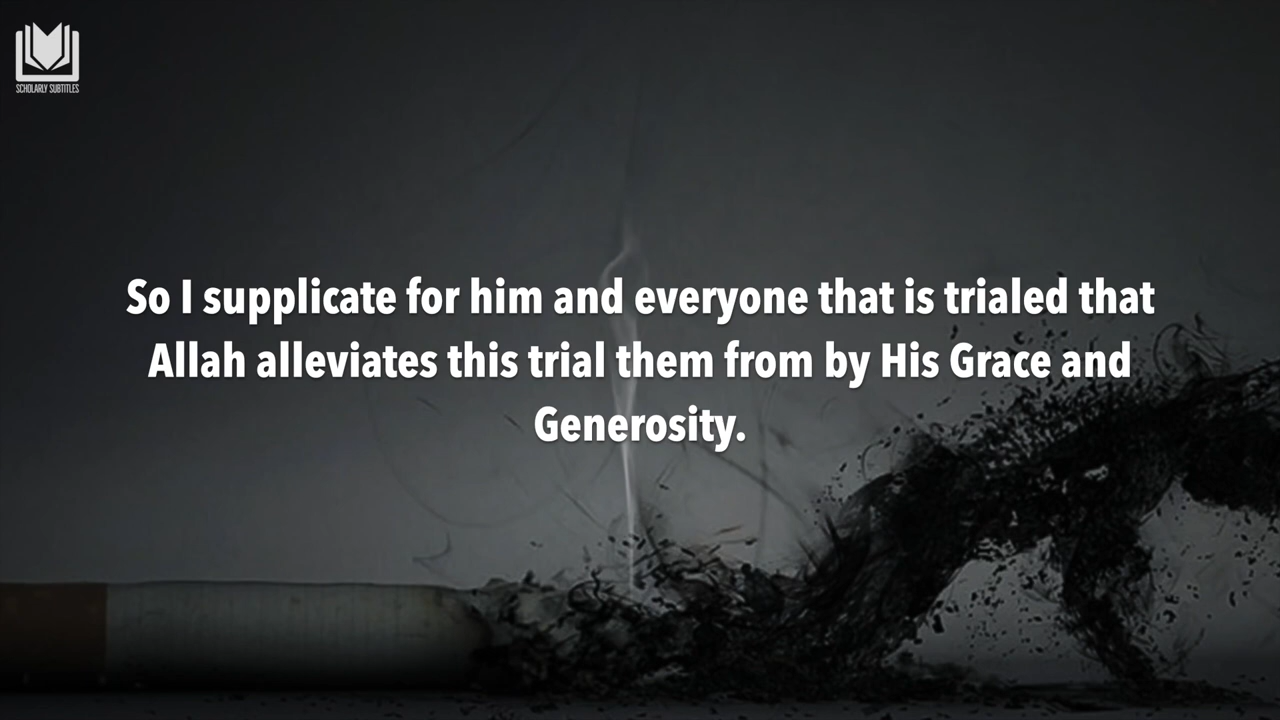 SCHOLARLY SUBTITLES
So I supplicate for him and everyone that is trialed that
Allah alleviates this trial them from by His Grace and
Generosity.